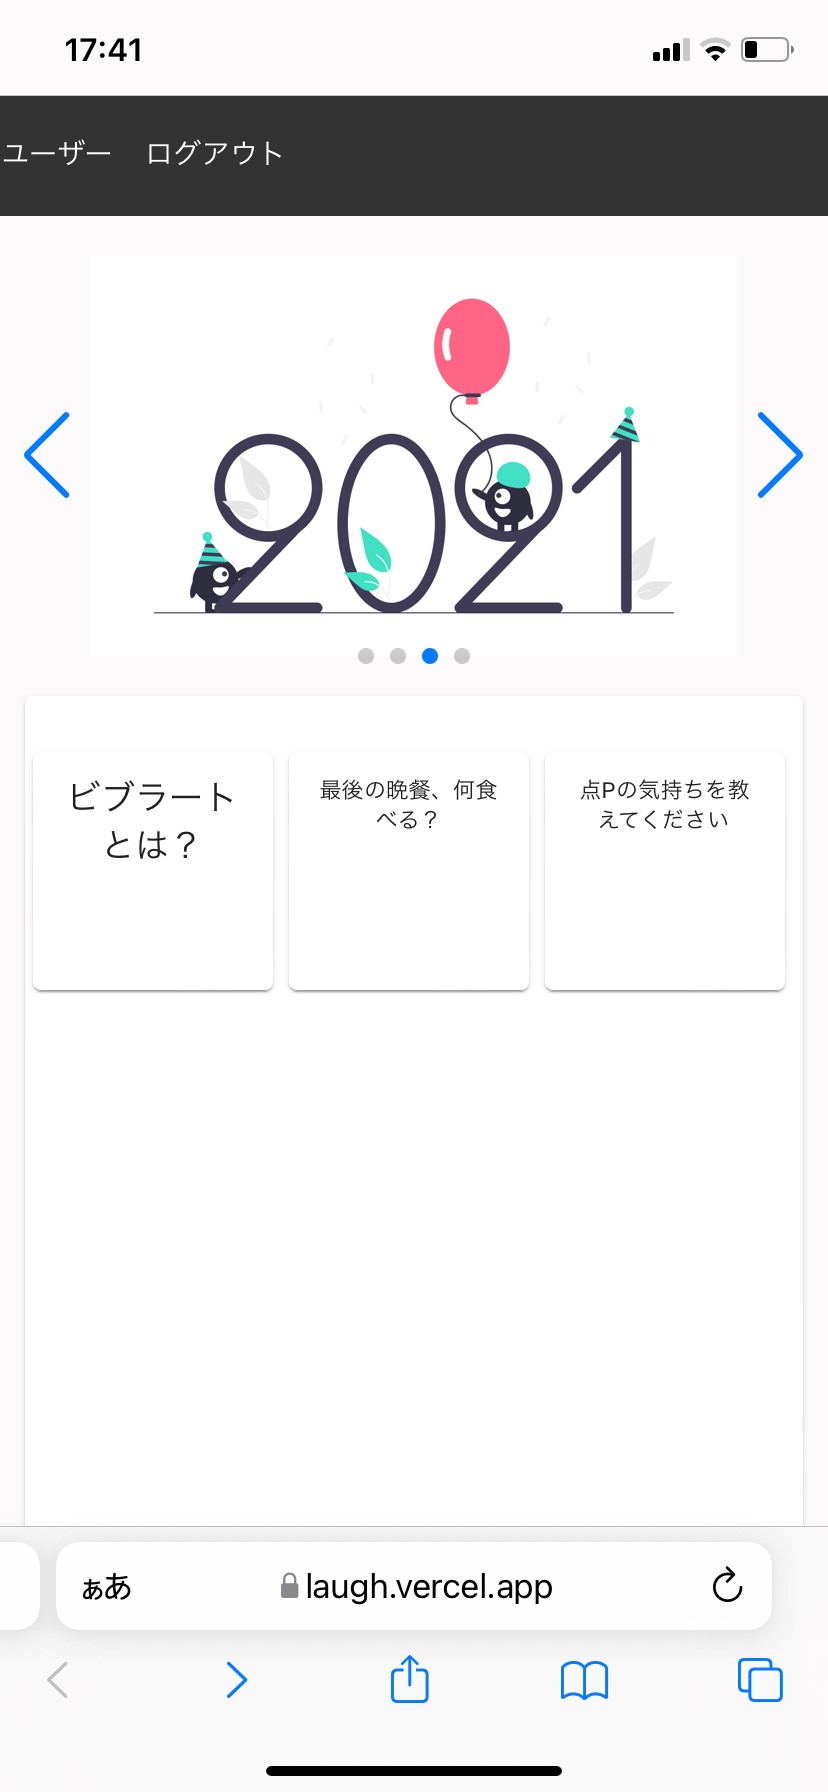 17:41
ユーザー ログアウト
2021
ビブラート
とは？
最後の晩餐、何食
べる？
点Pの気持ちを教
えてください
ぁあ laugh.vercel.app